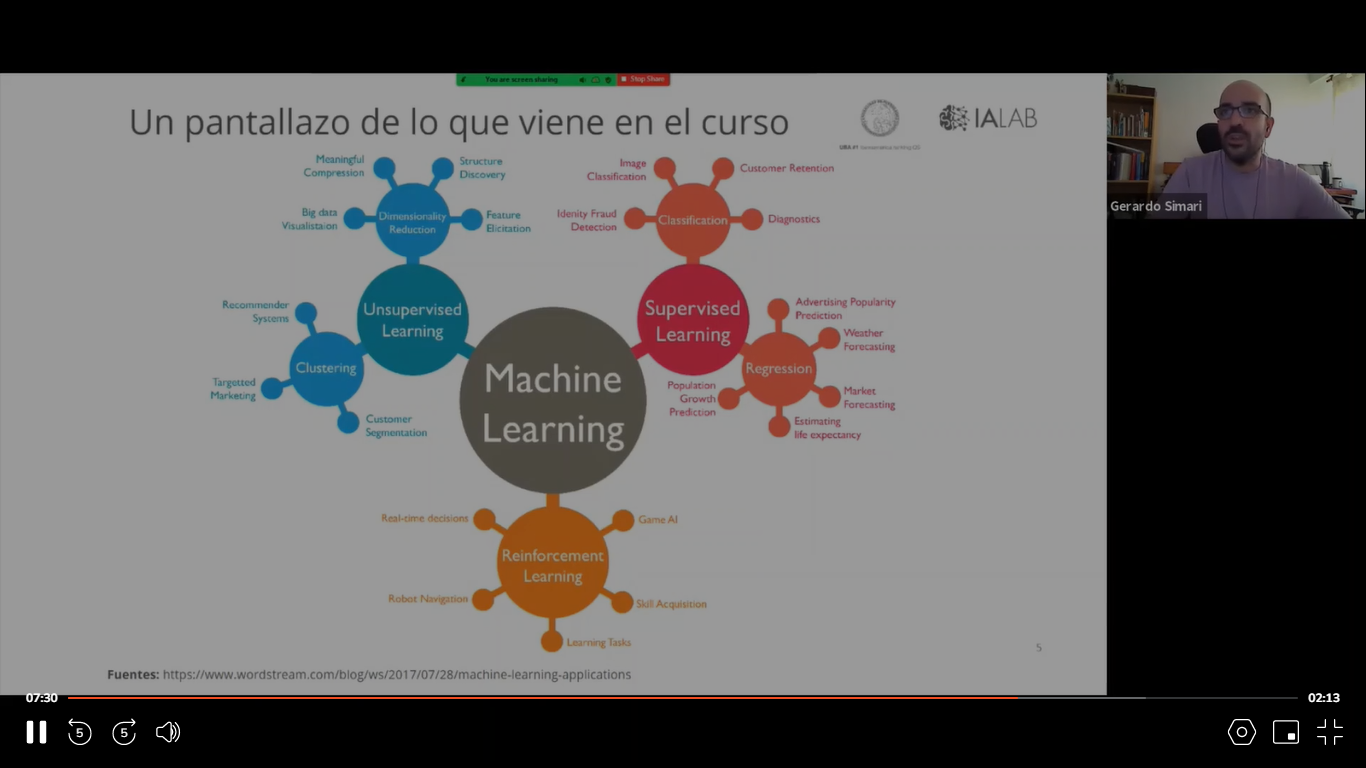 You are screen sharing
Stop Share
Un pantallazo de lo que viene en el curso
IALAB
Gerardo Simari
Meaningful
Compression
Structure
Discovery
Big data
Visualistaion
Dimensionality
Reduction
Feature
Elicitation
Image
Classification
Customer Retention
Idenity Fraud
Detection
Classification
Diagnostics
Recommender
Systems
Unsupervised
Learning
Supervised
Learning
Advertising Popularity
Prediction
Weather
Forecasting
Clustering
Regression
Targetted
Marketing
Customer
Segmentation
Machine
Learning
Population
Growth
Prediction
Market
Forecasting
Estimating
life expectancy
Real-time decisions
Game AI
Reinforcement
Learning
Robot Navigation
Skill Acquisition
Learning Tasks
5
Fuentes: https://www.wordstream.com/blog/ws/2017/07/28/machine-learning-applications
07:30
02:13
5
5